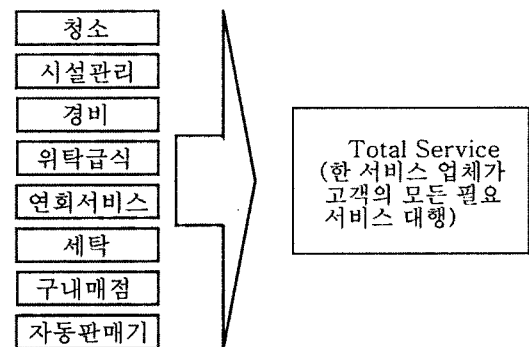 청소
시설관리
경비
위탁급식
연회서비스
세탁
구내매점
자동판매기
Total Service
(한 서비스 업체가
고객의 모든 필요
서비스 대행)